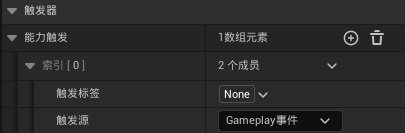 触发器
能力触发 1数组元素
索引 [ 0 ] 2 个成员
触发标签 None
触发源 Gameplay事件